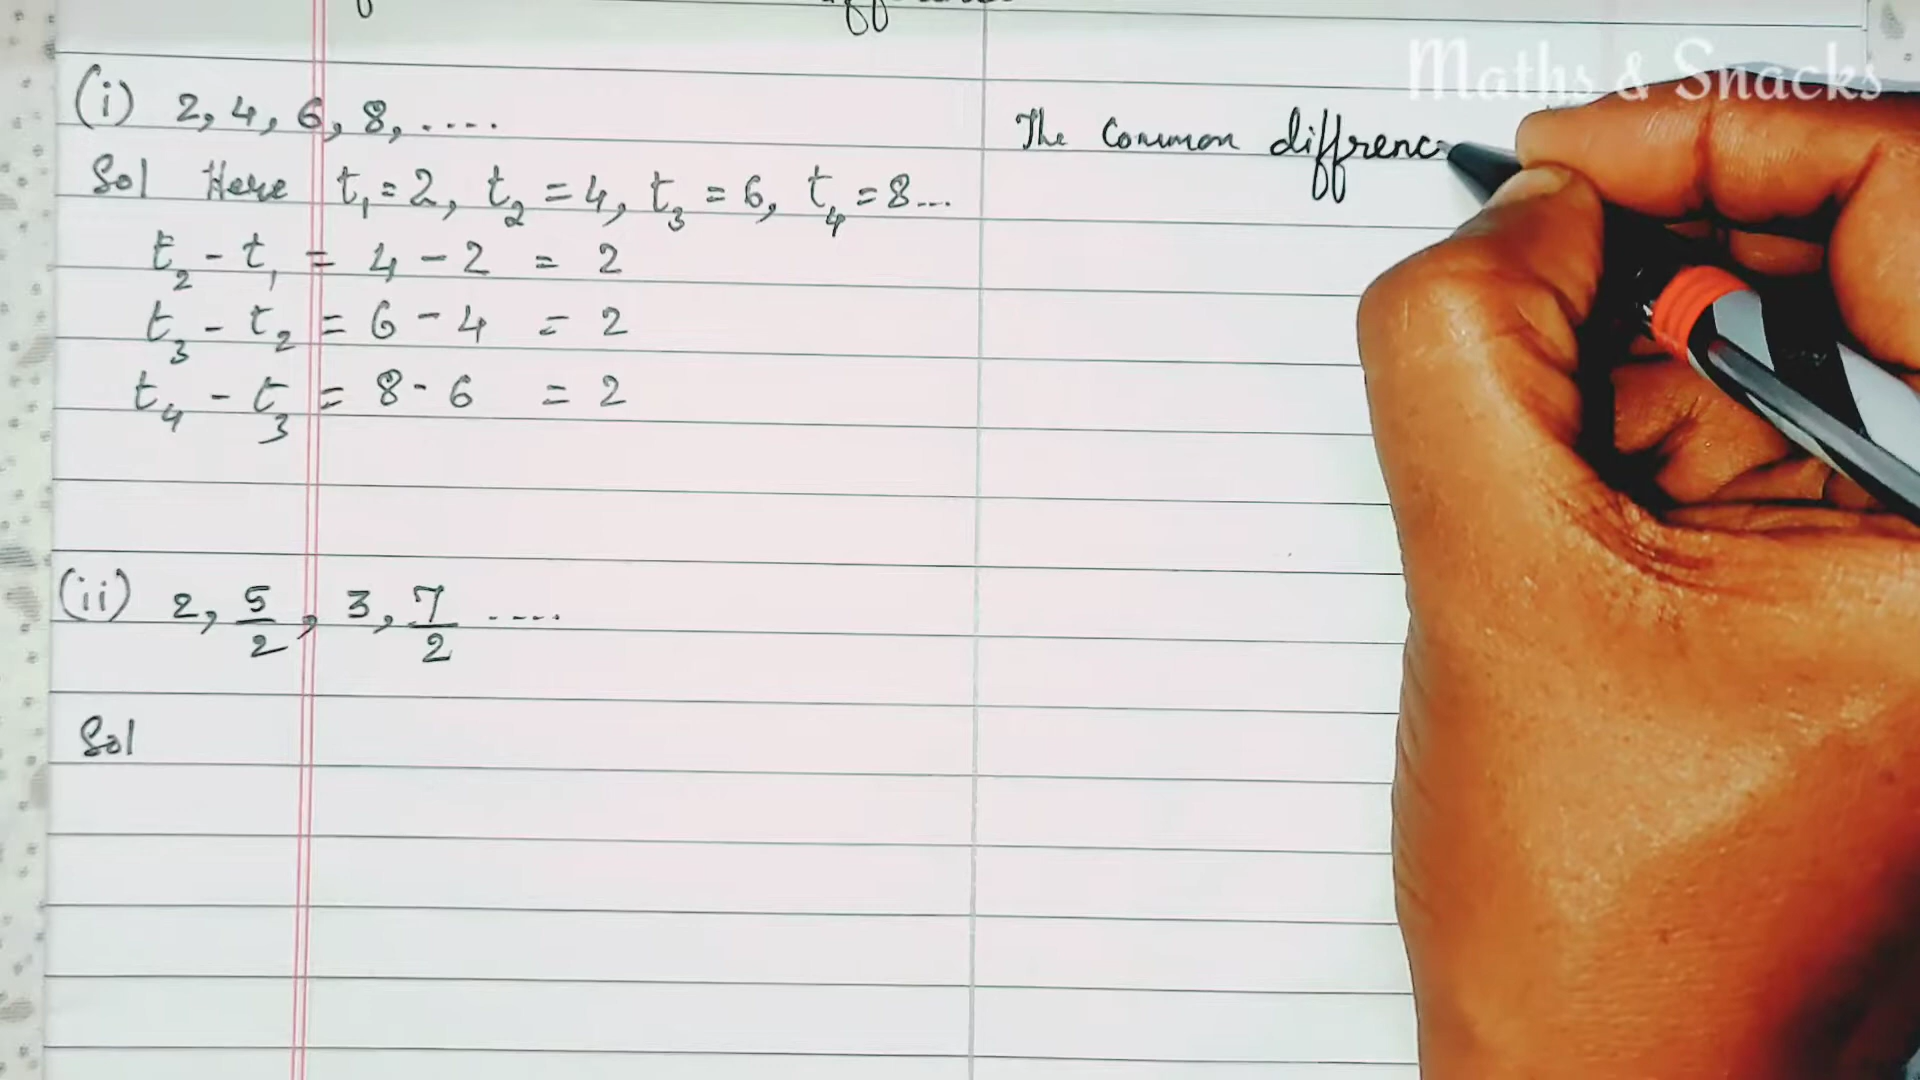 Maths & Snacks
(i) 2, 4, 6, 8, ....
Sol Here t₁ = 2, t₂ = 4, t₃ = 6, t₄ = 8...
t₂ - t₁ = 4 - 2 = 2
t₃ - t₂ = 6 - 4 = 2
t₄ - t₃ = 8 - 6 = 2
(ii) 2, 5/2, 3, 7/2 ....
Sol
The Common diffrenc